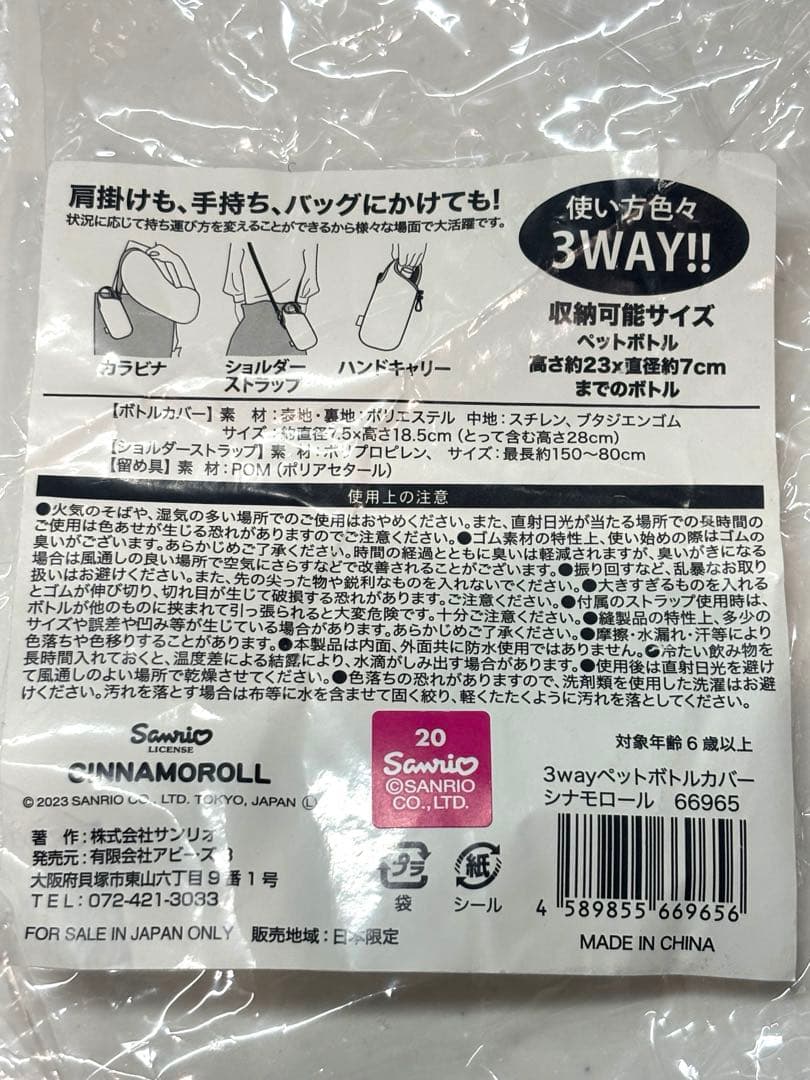 肩掛けも、手持ち、バッグにかけても!
状況に応じて持ち運び方を変えることができるから様々な場面で大活躍です。
使い方色々
3WAY!!
カラビナ
ショルダー
ストラップ
ハンドキャリー
収納可能サイズ
ペットボトル
高さ約23x直径約7cm
までのボトル
【ボトルカバー】素 材:表地・裏地:ポリエステル 中地:スチレン、ブタジエンゴム
サイズ:約直径7.5×高さ18.5cm(とって含む高さ28cm)
【ショルダーストラップ】素 材:ポリプロピレン、 サイズ:最長約150〜80cm
【留め具】素 材:POM(ポリアセタール)
使用上の注意
●火気のそばや、湿気の多い場所でのご使用はおやめください。また、直射日光が当たる場所での長時間の
ご使用は色あせが生じる恐れがありますのでご注意ください。●ゴム素材の特性上、使い始めの際はゴムの
臭いがございます。あらかじめご了承ください。時間の経過とともに臭いは軽減されますが、臭いがきになる
場合は風通しの良い場所で空気にさらすなどで改善されることがございます。●振り回すなど、乱暴なお取り
扱いはお避けください。また、先の尖った物や鋭利なものを入れないでください。●大きすぎるものを入れる
とゴムが伸び切り、切れ目が生じて破損する恐れがあります。ご注意ください。●付属のストラップ使用時は、
ボトルが他のものに挟まれて引っ張られると大変危険です。十分ご注意ください。●縫製品の特性上、多少の
サイズや誤差や凹み等が生じている場合があります。あらかじめご了承ください。●摩擦・水漏れ・汗等により
色落ちや色移りすることがあります。●本製品は内面、外面共に防水使用ではありません。●冷たい飲み物を
長時間入れておくと、温度差による結露により、水滴がしみ出す場合があります。●使用後は直射日光を避け
て風通しのよい場所で乾燥させてください。●色落ちの恐れがありますので、洗剤類を使用した洗濯はお避
けください。汚れを落とす場合は布等に水を含ませて固く絞り、軽くたたくように汚れを落としてください。
Sanrio
LICENSE
CINNAMOROLL
© 2023 SANRIO CO., LTD. TOKYO, JAPAN Ⓛ
20
Sanrio
©SANRIO
CO.,LTD.
対象年齢6歳以上
3wayペットボトルカバー
シナモロール 66965
著 作:株式会社サンリオ
発売元:有限会社アビーズ
大阪府貝塚市東山六丁目9番1号
TEL:072-421-3033
プラ
袋
紙
シール
4 589855 669656
FOR SALE IN JAPAN ONLY 販売地域:日本限定
MADE IN CHINA